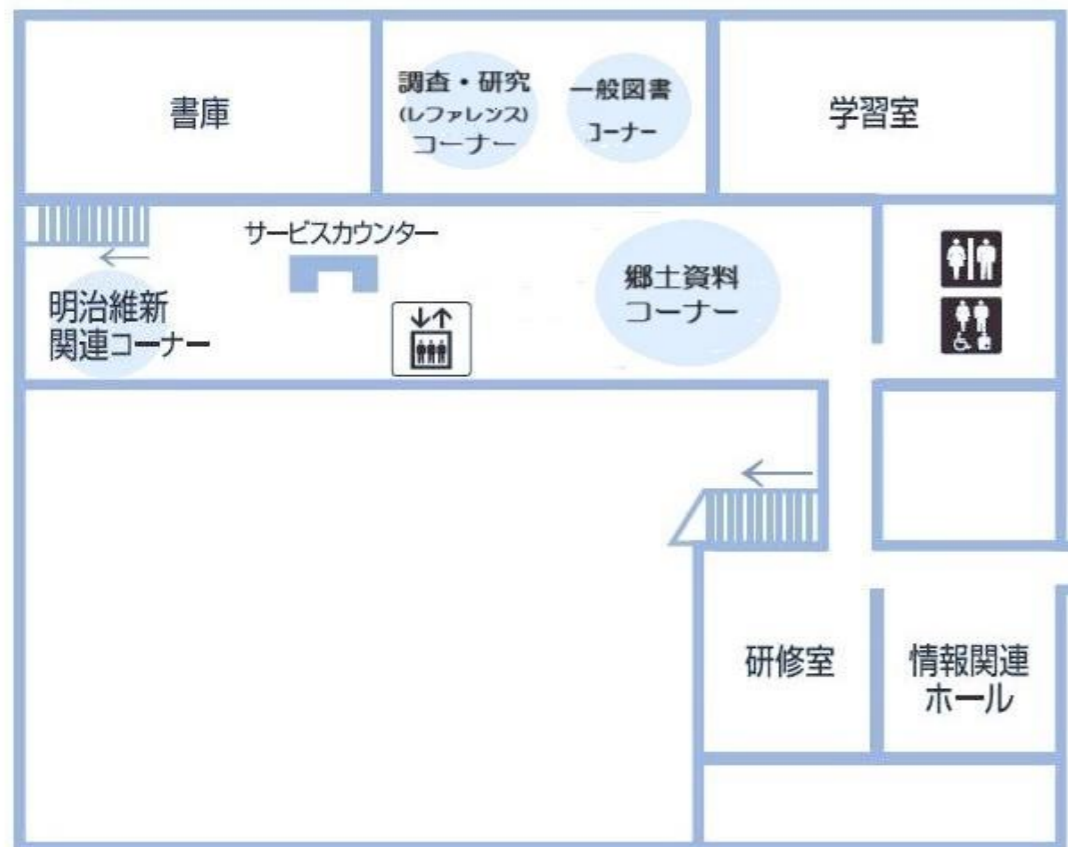 書庫
調査・研究
(レファレンス)
コーナー
一般図書
コーナー
学習室
サービスカウンター
明治維新
関連コーナー
郷土資料
コーナー
研修室
情報関連
ホール